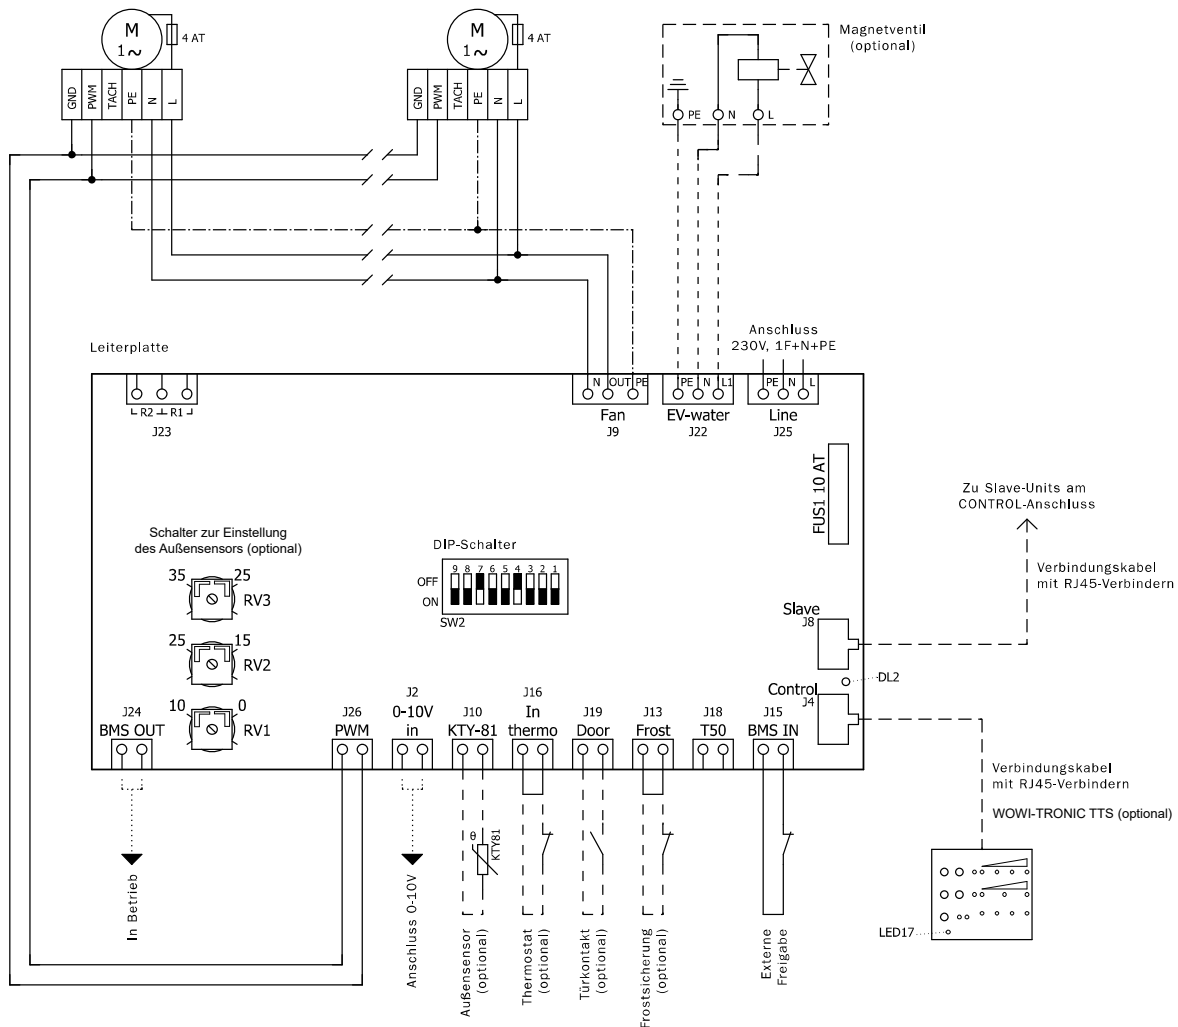 M
1~
4 AT
M
1~
4 AT
Magnetventil
(optional)
GND
PWM
TACH
PE
N
L
GND
PWM
TACH
PE
N
L
PE
N
L
Leiterplatte
Anschluss
230V, 1F+N+PE
R2
R1
J23
N
OUT
PE
Fan
J9
PE
N
L1
EV-water
J22
PE
N
L
Line
J25
FUS1 10 AT
Zu Slave-Units am
CONTROL-Anschluss
Schalter zur Einstellung
des Außensensors (optional)
DIP-Schalter
9 8 7 6 5 4 3 2 1
OFF
ON
SW2
35
25
RV3
25
15
RV2
10
0
RV1
Verbindungskabel
mit RJ45-Verbindern
Slave
J8
DL2
Control
J4
J24
BMS OUT
J26
PWM
J2
0-10V
in
J10
KTY-81
J16
In
thermo
J19
Door
J13
Frost
J18
T50
J15
BMS IN
Verbindungskabel
mit RJ45-Verbindern
WOWI-TRONIC TTS (optional)
θ
KTY81
In Betrieb
Anschluss 0-10V
Außensensor
(optional)
Thermostat
(optional)
Türkontakt
(optional)
Frostsicherung
(optional)
Externe
Freigabe
LED17